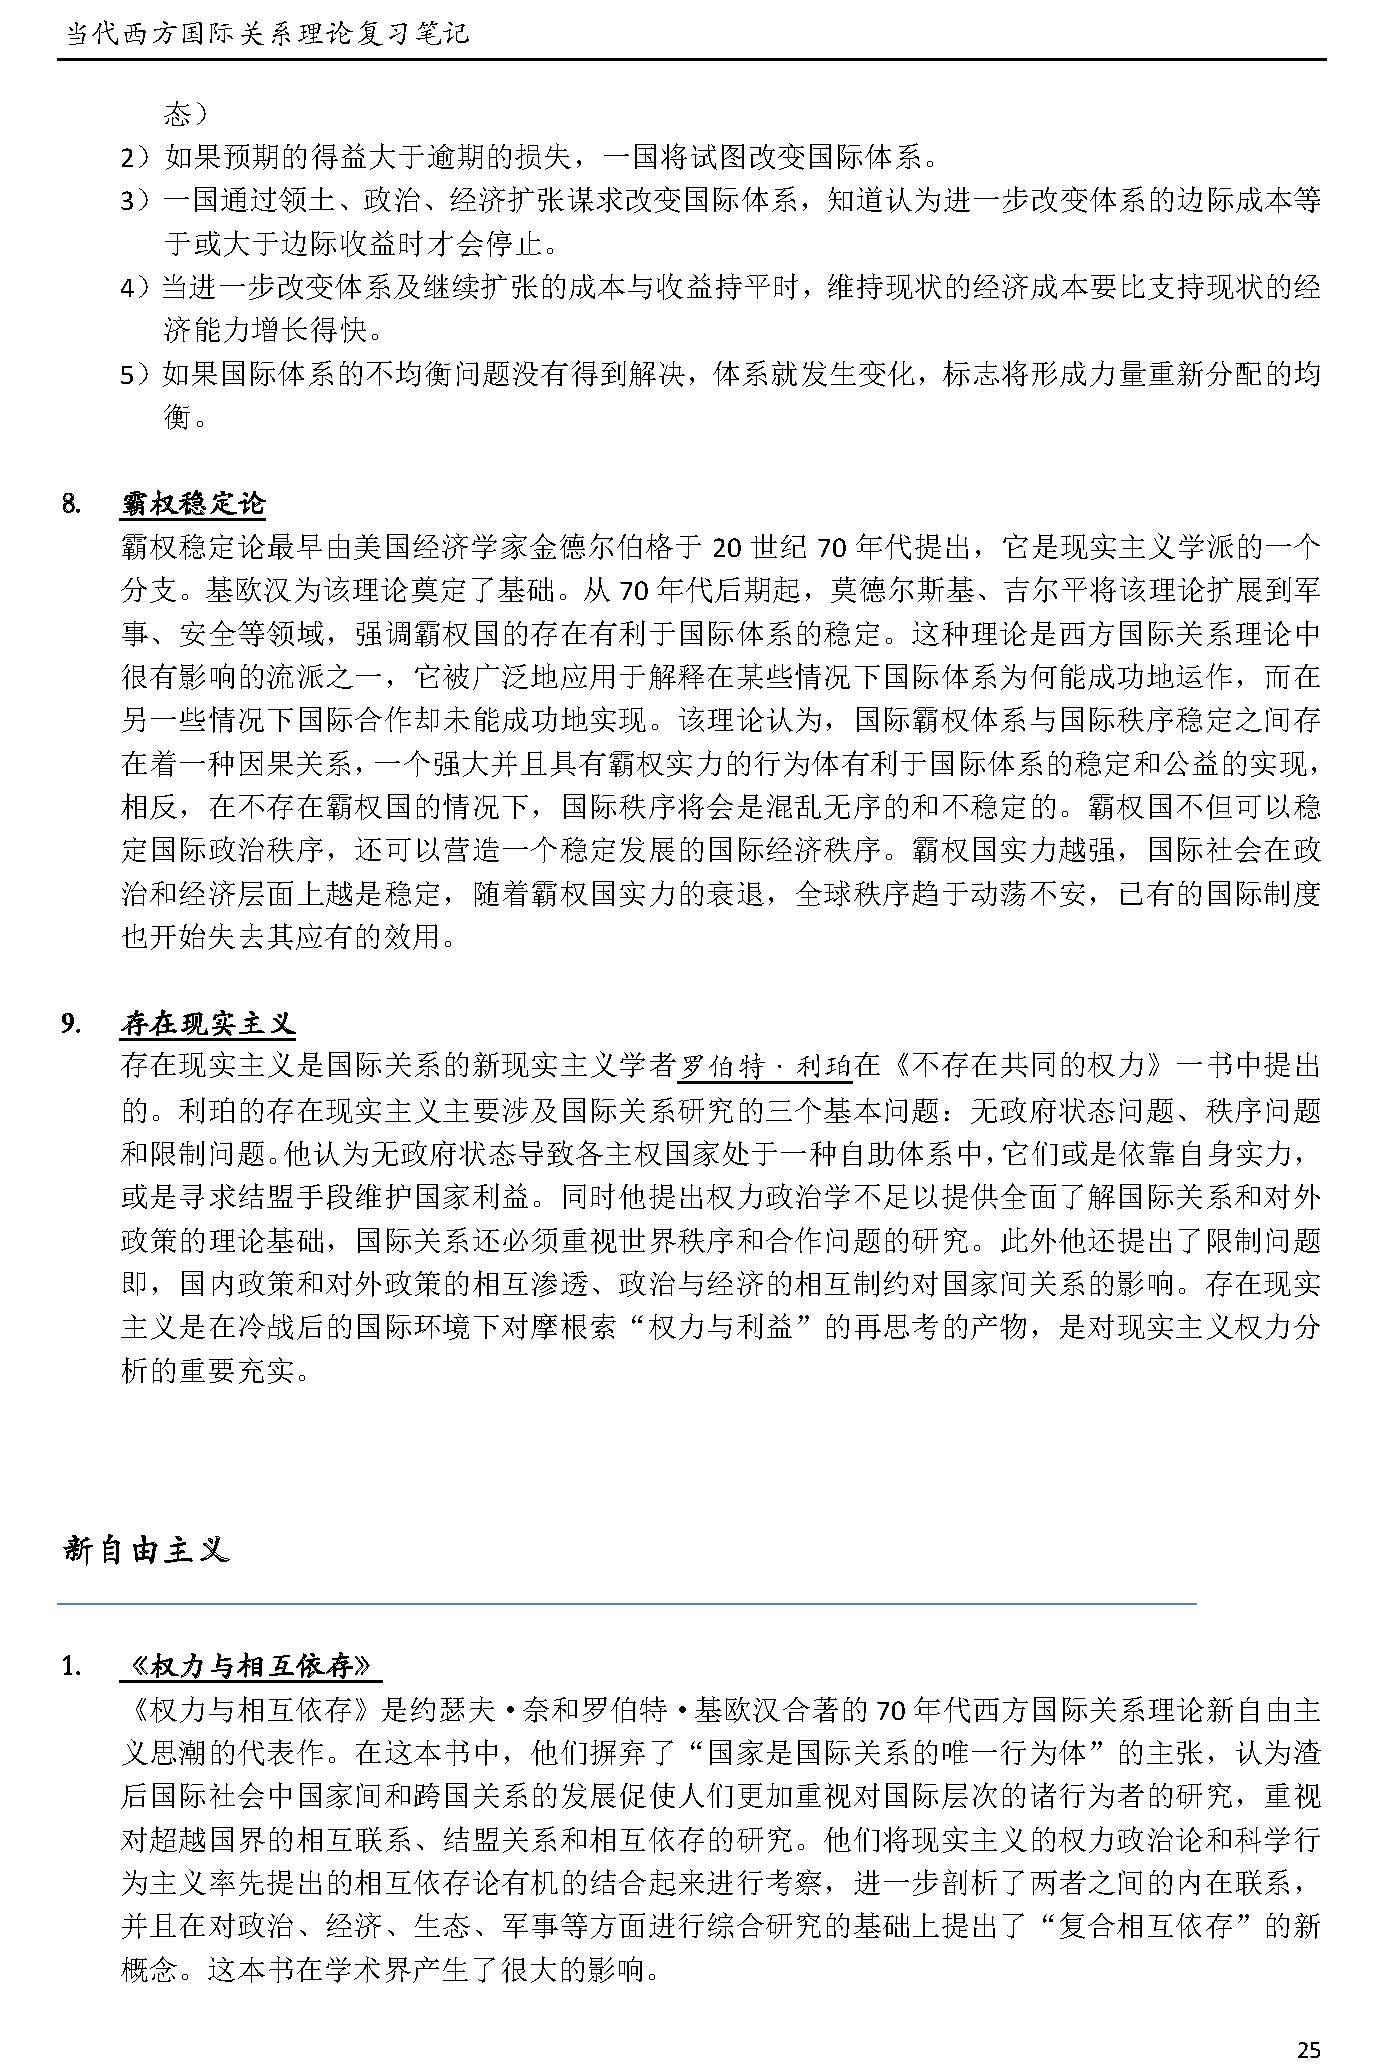 当代西方国际关系理论复习笔记
态）
2）如果预期的得益大于逾期的损失，一国将试图改变国际体系。
3）一国通过领土、政治、经济扩张谋求改变国际体系，知道认为进一步改变体系的边际成本等
于或大于边际收益时才会停止。
4）当进一步改变体系及继续扩张的成本与收益持平时，维持现状的经济成本要比支持现状的经
济能力增长得快。
5）如果国际体系的不均衡问题没有得到解决，体系就发生变化，标志将形成力量重新分配的均
衡。
8. 霸权稳定论
霸权稳定论最早由美国经济学家金德尔伯格于 20 世纪 70 年代提出，它是现实主义学派的一个
分支。基欧汉为该理论奠定了基础。从 70 年代后期起，莫德尔斯基、吉尔平将该理论扩展到军
事、安全等领域，强调霸权国的存在有利于国际体系的稳定。这种理论是西方国际关系理论中
很有影响的流派之一，它被广泛地应用于解释在某些情况下国际体系为何能成功地运作，而在
另一些情况下国际合作却未能成功地实现。该理论认为，国际霸权体系与国际秩序稳定之间存
在着一种因果关系，一个强大并且具有霸权实力的行为体有利于国际体系的稳定和公益的实现，
相反，在不存在霸权国的情况下，国际秩序将会是混乱无序的和不稳定的。霸权国不但可以稳
定国际政治秩序，还可以营造一个稳定发展的国际经济秩序。霸权国实力越强，国际社会在政
治和经济层面上越是稳定，随着霸权国实力的衰退，全球秩序趋于动荡不安，已有的国际制度
也开始失去其应有的效用。
9. 存在现实主义
存在现实主义是国际关系的新现实主义学者罗伯特·利珀在《不存在共同的权力》一书中提出
的。利珀的存在现实主义主要涉及国际关系研究的三个基本问题：无政府状态问题、秩序问题
和限制问题。他认为无政府状态导致各主权国家处于一种自助体系中，它们或是依靠自身实力，
或是寻求结盟手段维护国家利益。同时他提出权力政治学不足以提供全面了解国际关系和对外
政策的理论基础，国际关系还必须重视世界秩序和合作问题的研究。此外他还提出了限制问题
即，国内政策和对外政策的相互渗透、政治与经济的相互制约对国家间关系的影响。存在现实
主义是在冷战后的国际环境下对摩根索“权力与利益”的再思考的产物，是对现实主义权力分
析的重要充实。
新自由主义
1. 《权力与相互依存》
《权力与相互依存》是约瑟夫·奈和罗伯特·基欧汉合著的 70 年代西方国际关系理论新自由主
义思潮的代表作。在这本书中，他们摒弃了“国家是国际关系的唯一行为体”的主张，认为渣
后国际社会中国家间和跨国关系的发展促使人们更加重视对国际层次的诸行为者的研究，重视
对超越国界的相互联系、结盟关系和相互依存的研究。他们将现实主义的权力政治论和科学行
为主义率先提出的相互依存论有机的结合起来进行考察，进一步剖析了两者之间的内在联系，
并且在对政治、经济、生态、军事等方面进行综合研究的基础上提出了“复合相互依存”的新
概念。这本书在学术界产生了很大的影响。
25